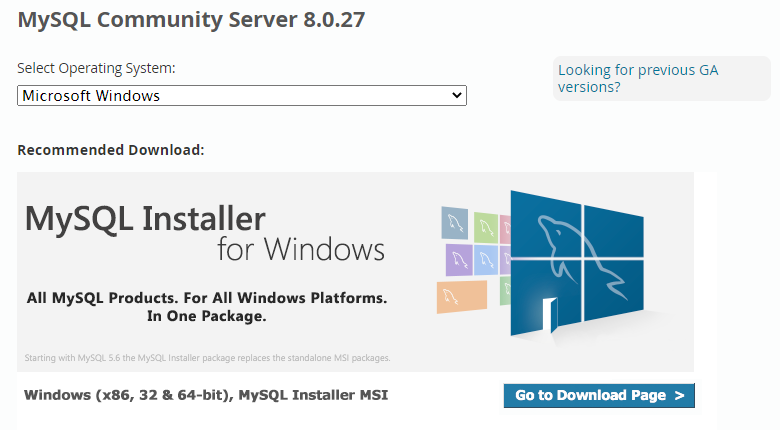 MySQL Community Server 8.0.27
Select Operating System:
Looking for previous GA
versions?
Microsoft Windows
Recommended Download:
MySQL Installer
for Windows
All MySQL Products. For All Windows Platforms.
In One Package.
Starting with MySQL 5.6 the MySQL Installer package replaces the standalone MSI packages.
Windows (x86, 32 & 64-bit), MySQL Installer MSI
Go to Download Page >